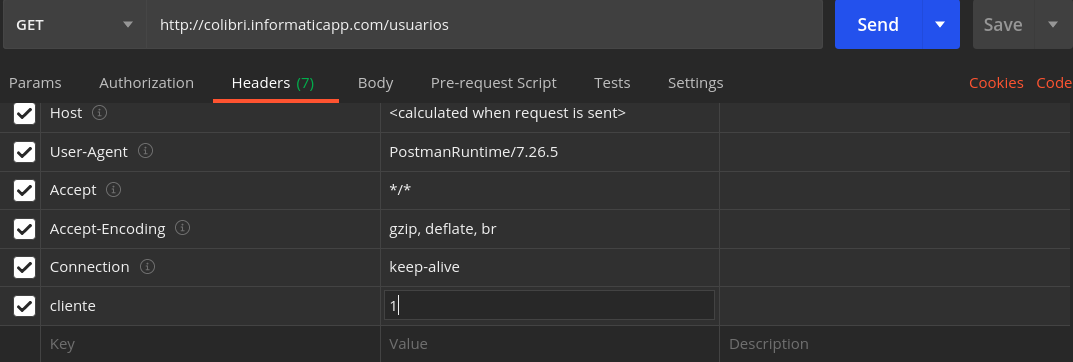 GET http://colibri.informaticapp.com/usuarios Send Save
Params Authorization Headers (7) Body Pre-request Script Tests Settings Cookies Code
Host <calculated when request is sent>
User-Agent PostmanRuntime/7.26.5
Accept */*
Accept-Encoding gzip, deflate, br
Connection keep-alive
cliente 1
Key Value Description